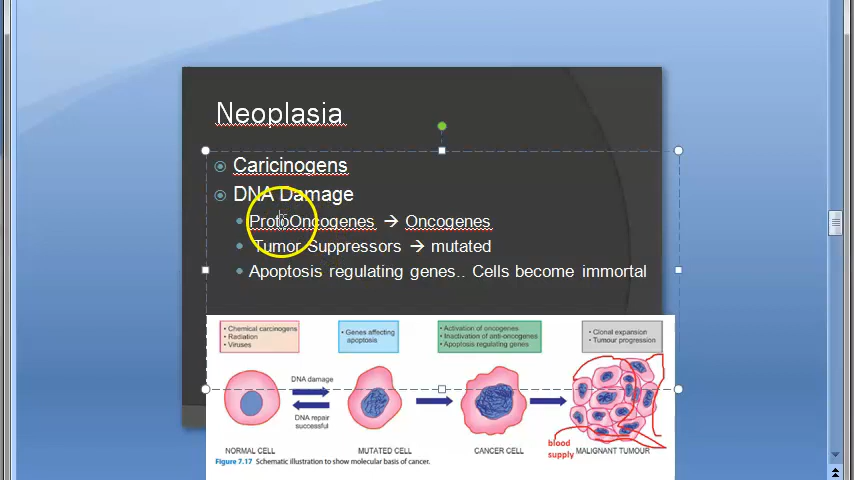 Neoplasia
Caricinogens
DNA Damage
ProtoOncogenes → Oncogenes
Tumor Suppressors → mutated
Apoptosis regulating genes.. Cells become immortal
• Chemical carcinogens
• Radiation
• Viruses
• Genes affecting
apoptosis
• Activation of oncogenes
• Inactivation of anti-oncogenes
• Apoptosis regulating genes
• Clonal expansion
• Tumour progression
DNA damage
DNA repair
successful
blood
supply
NORMAL CELL
MUTATED CELL
CANCER CELL
MALIGNANT TUMOUR
Figure 7.17 Schematic illustration to show molecular basis of cancer.